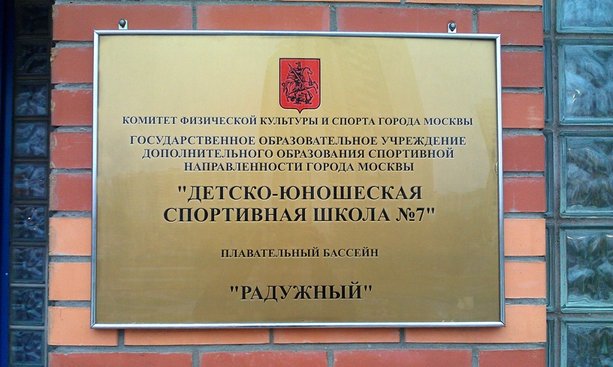 КОМИТЕТ ФИЗИЧЕСКОЙ КУЛЬТУРЫ И СПОРТА ГОРОДА МОСКВЫ
ГОСУДАРСТВЕННОЕ ОБРАЗОВАТЕЛЬНОЕ УЧРЕЖДЕНИЕ
ДОПОЛНИТЕЛЬНОГО ОБРАЗОВАНИЯ СПОРТИВНОЙ
НАПРАВЛЕННОСТИ ГОРОДА МОСКВЫ
"ДЕТСКО-ЮНОШЕСКАЯ
СПОРТИВНАЯ ШКОЛА №7"
ПЛАВАТЕЛЬНЫЙ БАССЕЙН
"РАДУЖНЫЙ"